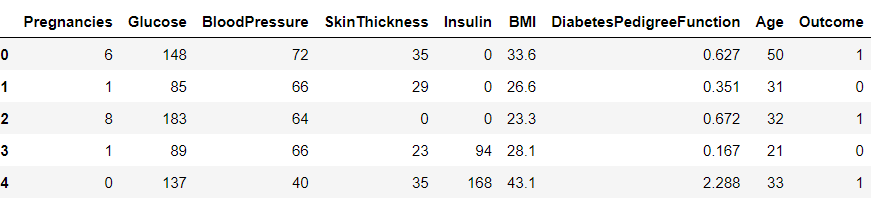 Pregnancies Glucose BloodPressure SkinThickness Insulin BMI DiabetesPedigreeFunction Age Outcome
0 6 148 72 35 0 33.6 0.627 50 1
1 1 85 66 29 0 26.6 0.351 31 0
2 8 183 64 0 0 23.3 0.672 32 1
3 1 89 66 23 94 28.1 0.167 21 0
4 0 137 40 35 168 43.1 2.288 33 1